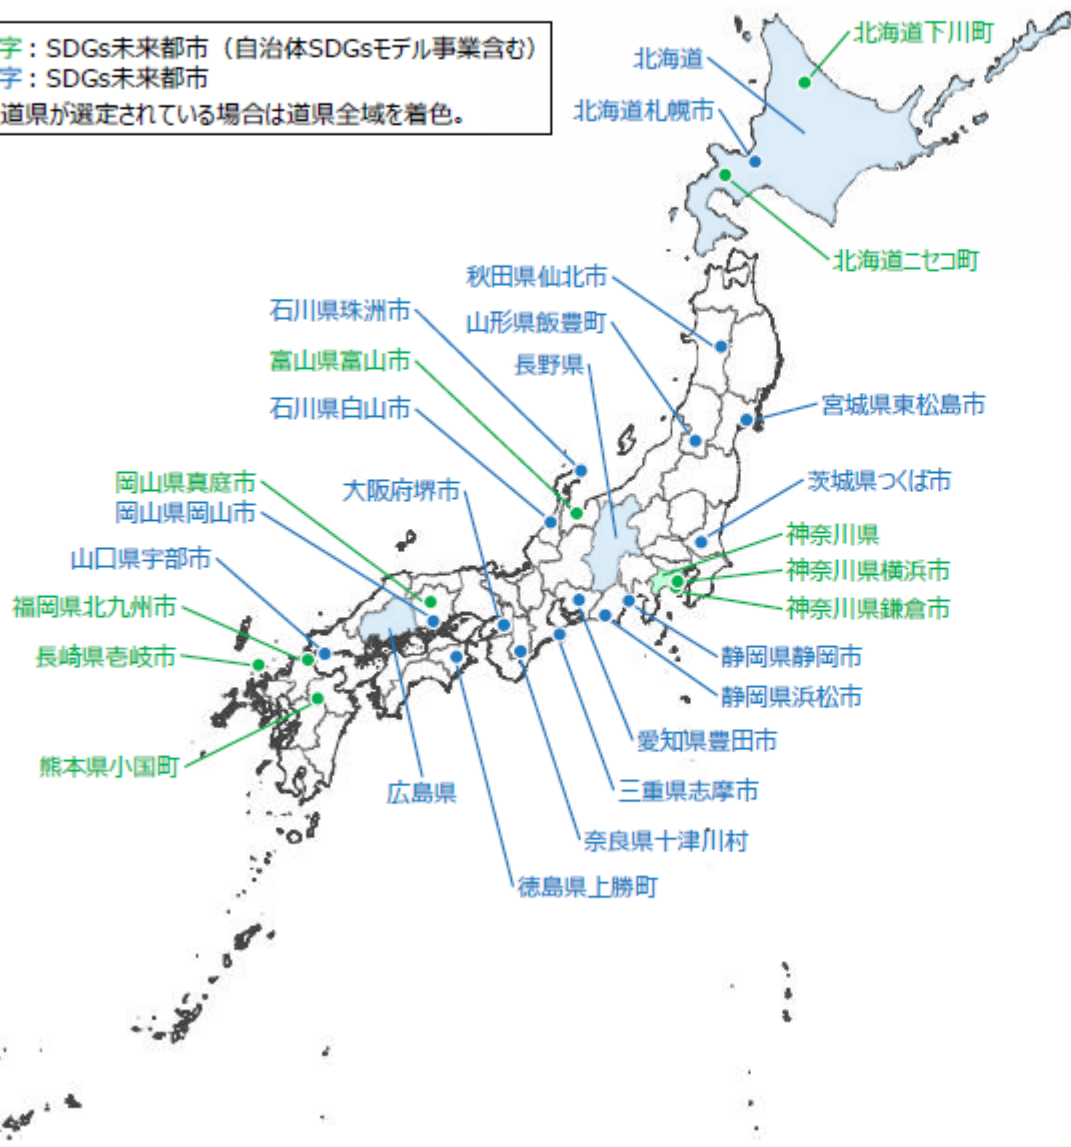 字：SDGs未来都市（自治体SDGsモデル事業含む）
字：SDGs未来都市
道県が選定されている場合は道県全域を着色。
北海道下川町
北海道
北海道札幌市
北海道ニセコ町
秋田県仙北市
石川県珠洲市
山形県飯豊町
富山県富山市
長野県
石川県白山市
宮城県東松島市
岡山県真庭市
大阪府堺市
茨城県つくば市
岡山県岡山市
神奈川県
山口県宇部市
神奈川県横浜市
福岡県北九州市
神奈川県鎌倉市
長崎県壱岐市
静岡県静岡市
静岡県浜松市
愛知県豊田市
熊本県小国町
広島県
三重県志摩市
奈良県十津川村
徳島県上勝町